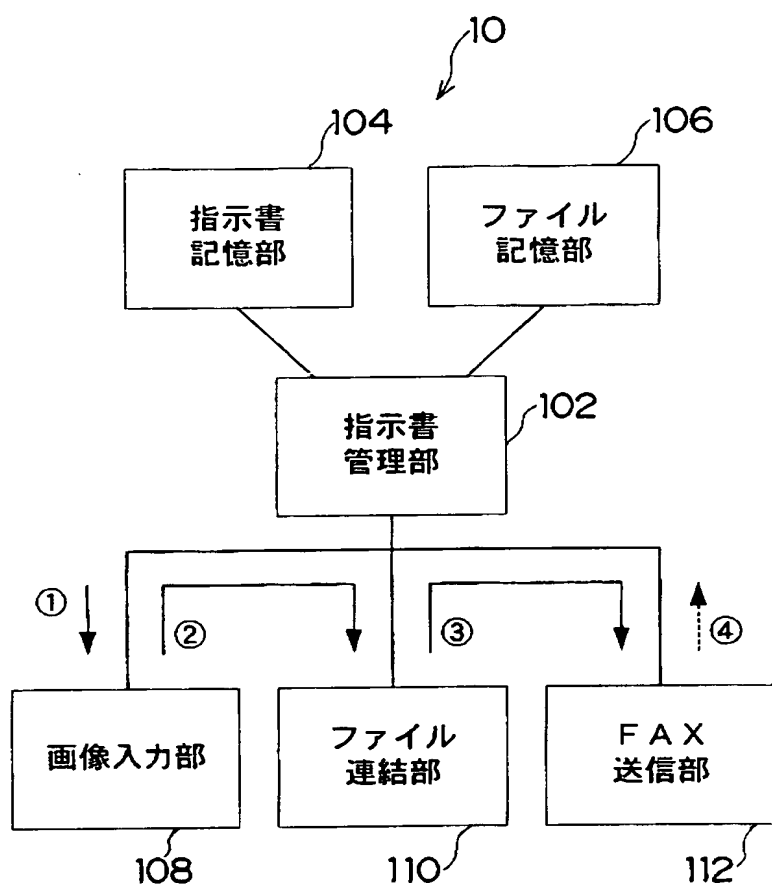 10
104
106
指示書
記憶部
ファイル
記憶部
102
指示書
管理部
①
②
③
④
画像入力部
ファイル
連結部
FAX
送信部
108
110
112